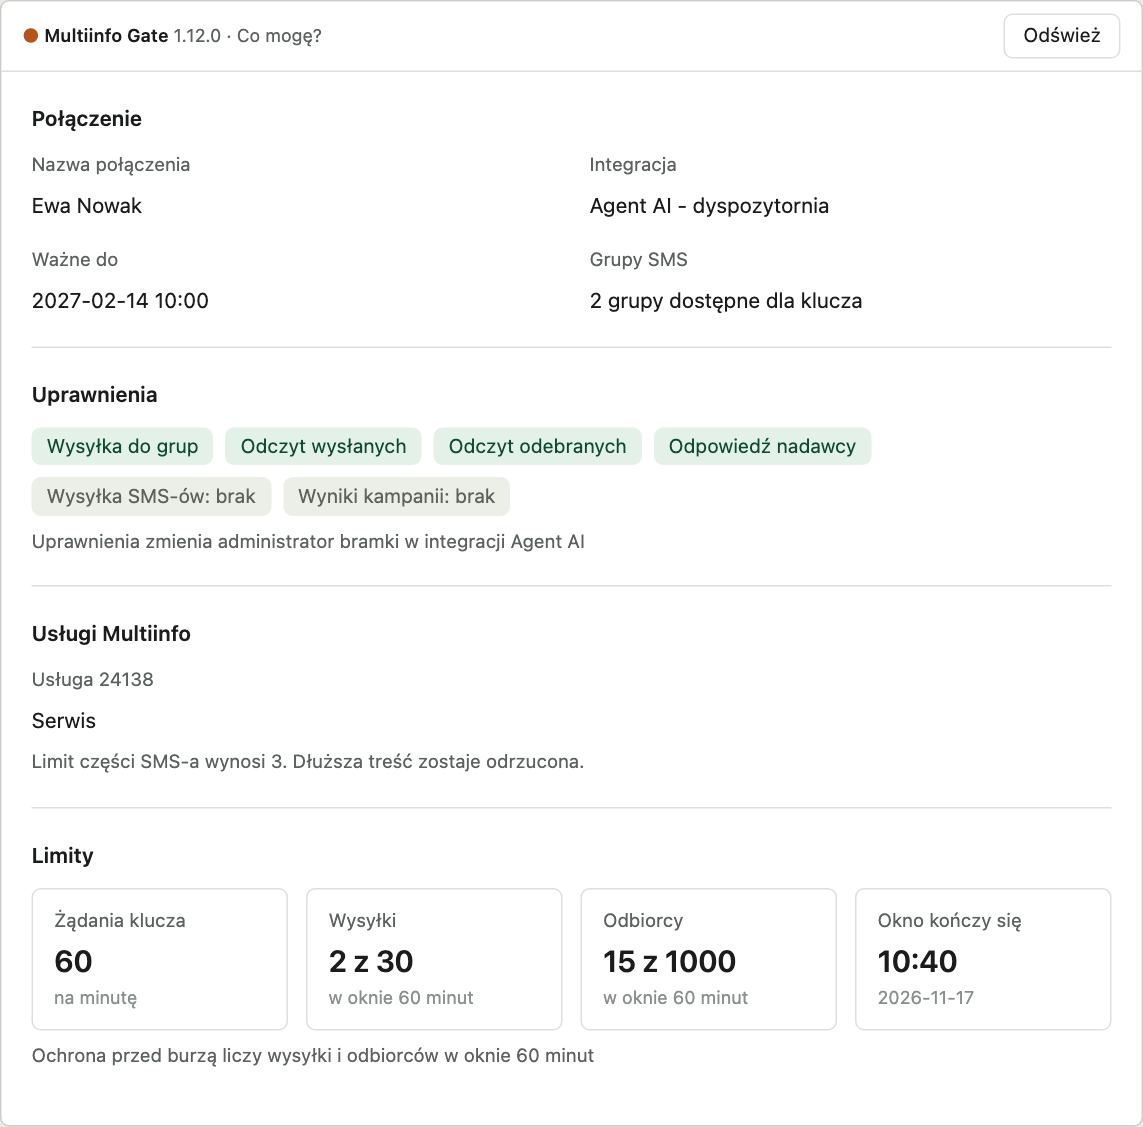 Multiinfo Gate 1.12.0 · Co mogę?
Odśwież
Połączenie
Nazwa połączenia
Ewa Nowak
Integracja
Agent AI - dyspozytornia
Ważne do
2027-02-14 10:00
Grupy SMS
2 grupy dostępne dla klucza
Uprawnienia
Wysyłka do grup
Odczyt wysłanych
Odczyt odebranych
Odpowiedź nadawcy
Wysyłka SMS-ów: brak
Wyniki kampanii: brak
Uprawnienia zmienia administrator bramki w integracji Agent AI
Usługi Multiinfo
Usługa 24138
Serwis
Limit części SMS-a wynosi 3. Dłuższa treść zostaje odrzucona.
Limity
Żądania klucza
60
na minutę
Wysyłki
2 z 30
w oknie 60 minut
Odbiorcy
15 z 1000
w oknie 60 minut
Okno kończy się
10:40
2026-11-17
Ochrona przed burzą liczy wysyłki i odbiorców w oknie 60 minut